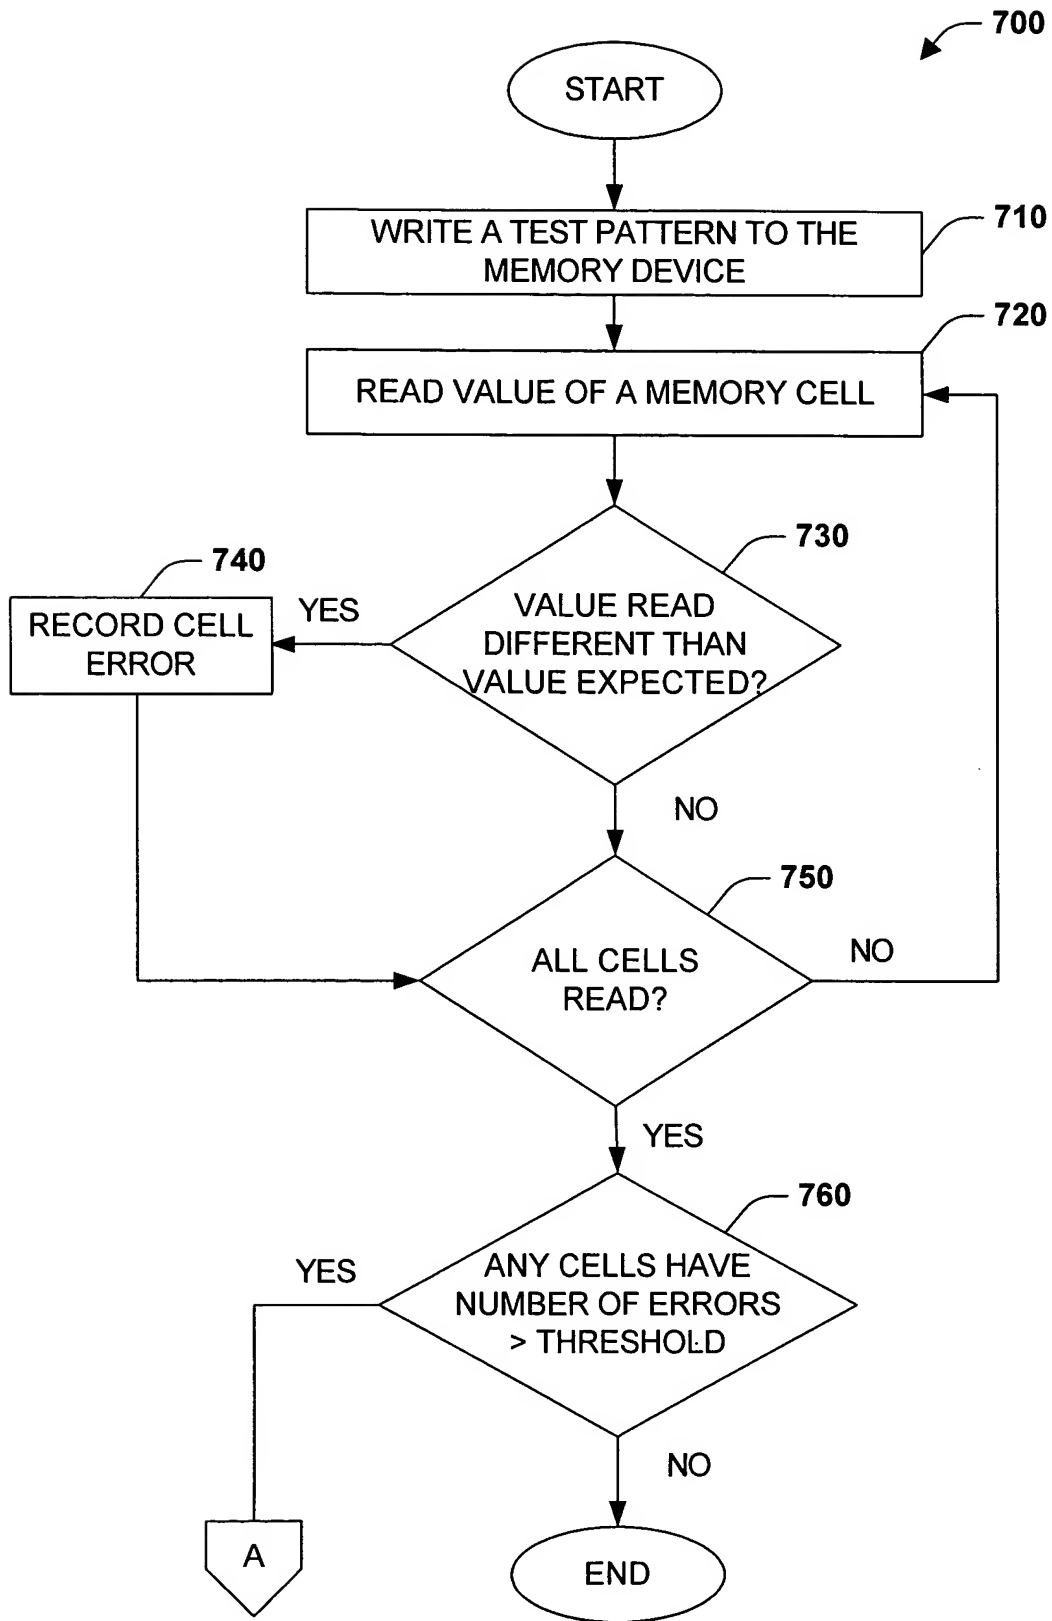 700
START
710
WRITE A TEST PATTERN TO THE
MEMORY DEVICE
720
READ VALUE OF A MEMORY CELL
730
740
YES
VALUE READ
DIFFERENT THAN
VALUE EXPECTED?
RECORD CELL
ERROR
NO
750
ALL CELLS
READ?
NO
YES
760
YES
ANY CELLS HAVE
NUMBER OF ERRORS
> THRESHOLD
NO
A
END